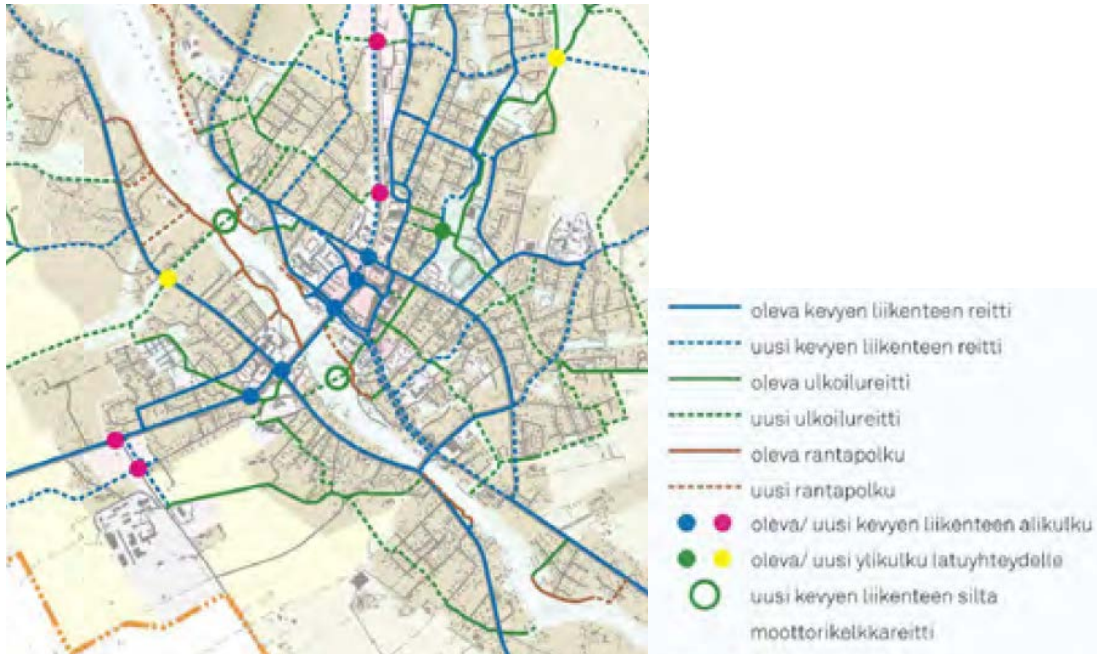 oleva kevyen liikenteen reitti
uusi kevyen liikenteen reitti
oleva ulkoilureitti
uusi ulkoilureitti
oleva rantapolku
uusi rantapolku
oleva/ uusi kevyen liikenteen alikulku
oleva/ uusi ylikulku latuyhteydelle
uusi kevyen liikenteen silta
moottorikelkkareitti